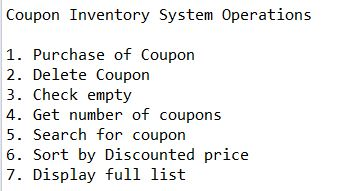 Coupon Inventory System Operations
1. Purchase of Coupon
2. Delete Coupon
3. Check empty
4. Get number of coupons
5. Search for coupon
6. Sort by Discounted price
7. Display full list